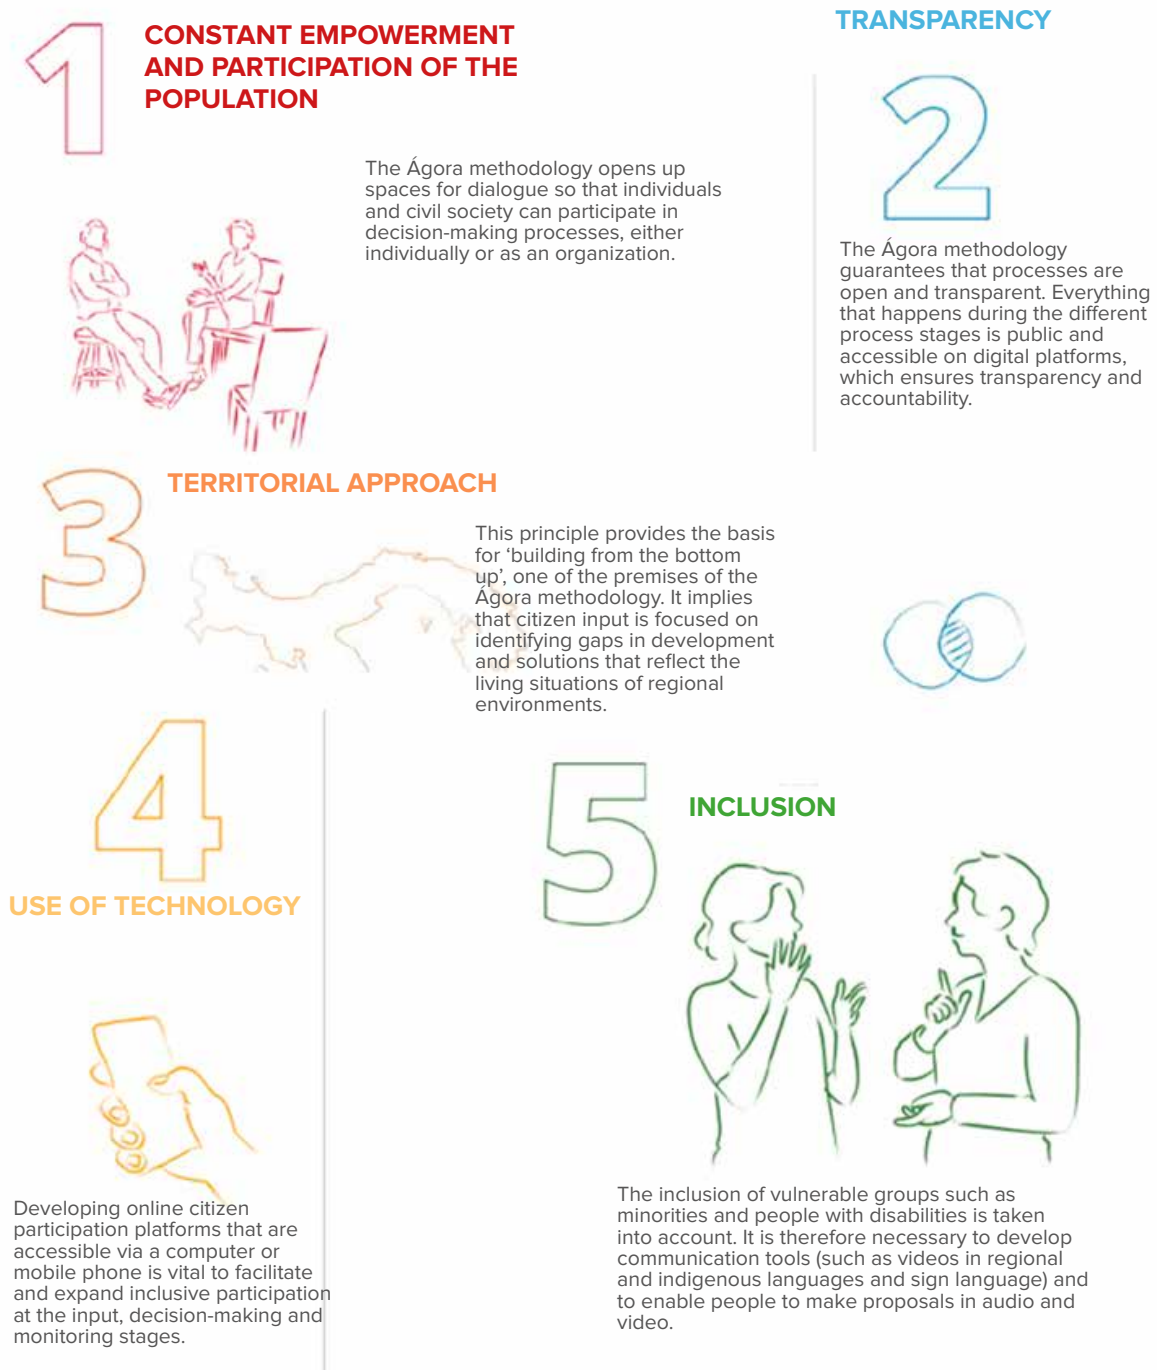 1
CONSTANT EMPOWERMENT
AND PARTICIPATION OF THE
POPULATION
The Ágora methodology opens up
spaces for dialogue so that individuals
and civil society can participate in
decision-making processes, either
individually or as an organization.
TRANSPARENCY
2
The Ágora methodology
guarantees that processes are
open and transparent. Everything
that happens during the different
process stages is public and
accessible on digital platforms,
which ensures transparency and
accountability.
3
TERRITORIAL APPROACH
This principle provides the basis
for ‘building from the bottom
up’, one of the premises of the
Ágora methodology. It implies
that citizen input is focused on
identifying gaps in development
and solutions that reflect the
living situations of regional
environments.
4
USE OF TECHNOLOGY
Developing online citizen
participation platforms that are
accessible via a computer or
mobile phone is vital to facilitate
and expand inclusive participation
at the input, decision-making and
monitoring stages.
5
INCLUSION
The inclusion of vulnerable groups such as
minorities and people with disabilities is taken
into account. It is therefore necessary to develop
communication tools (such as videos in regional
and indigenous languages and sign language) and
to enable people to make proposals in audio and
video.